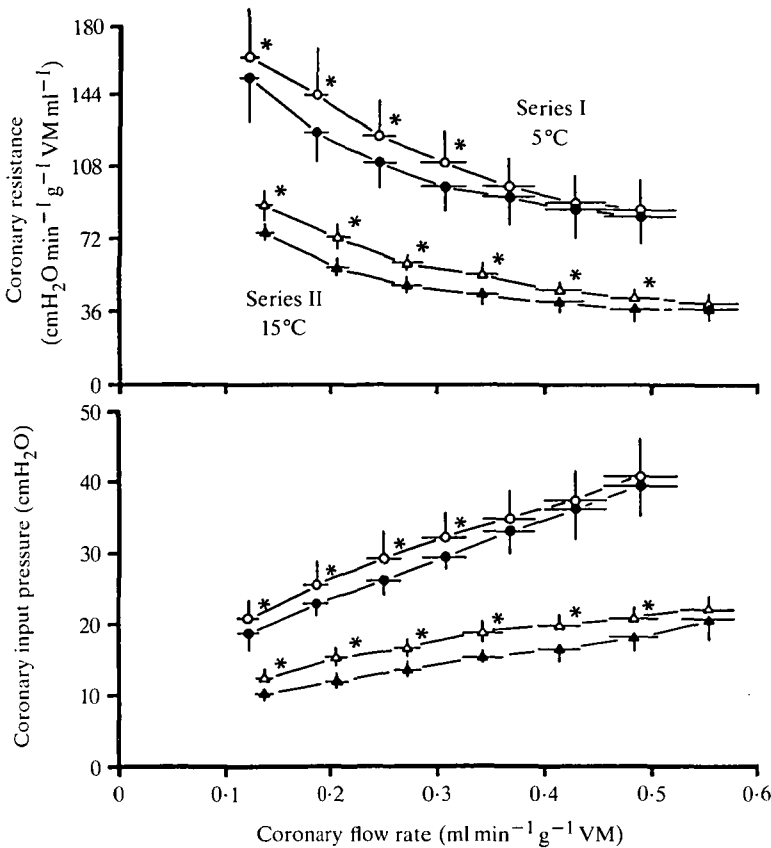 180
144
108
72
36
0
Coronary resistance
(cmH₂O min⁻¹ g⁻¹ VM ml⁻¹)
* * * *
Series I
5°C
* * * * * *
Series II
15°C
50
40
30
20
10
0
Coronary input pressure (cmH₂O)
* * * *
* * * * * *
0 0·1 0·2 0·3 0·4 0·5 0·6
Coronary flow rate (ml min⁻¹ g⁻¹ VM)